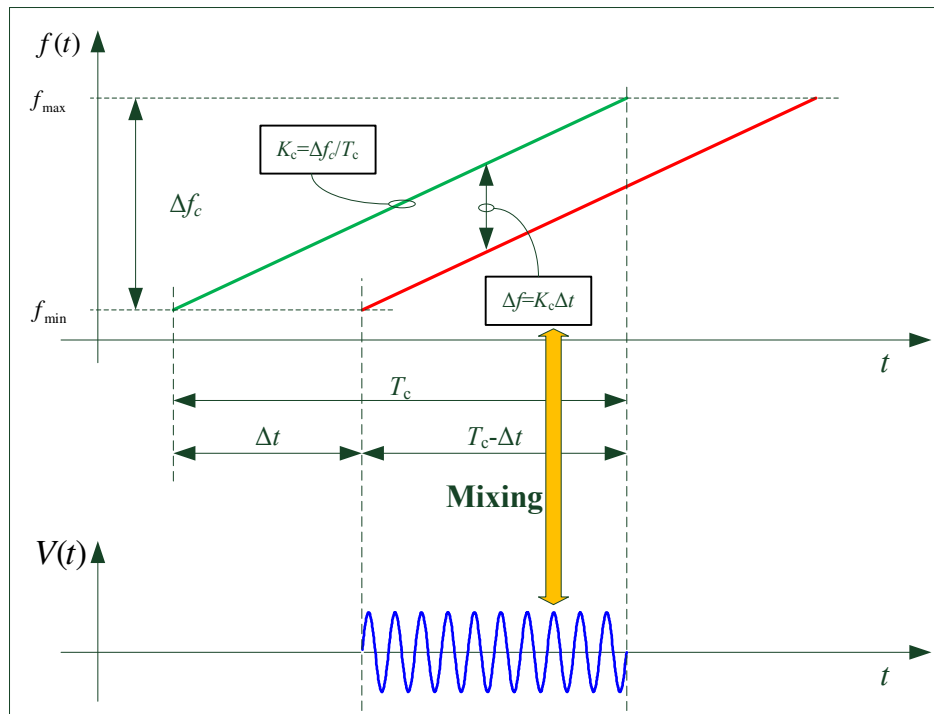 f(t)
f_max
K_c=Δf_c/T_c
Δf_c
f_min
Δf=K_cΔt
t
T_c
Δt
T_c-Δt
Mixing
V(t)
t